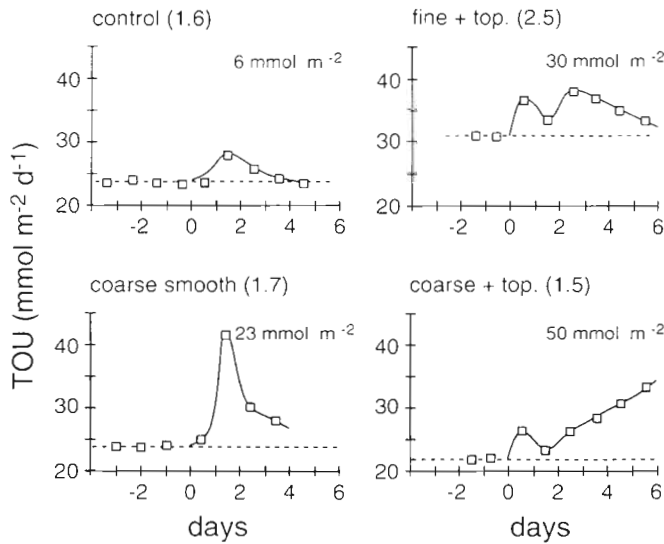 control (1.6)
6 mmol m-2
40
30
20
-2 0 2 4 6
fine + top. (2.5)
30 mmol m-2
40
30
20
-2 0 2 4 6
TOU (mmol m-2 d-1)
coarse smooth (1.7)
23 mmol m-2
40
30
20
-2 0 2 4 6
days
coarse + top. (1.5)
50 mmol m-2
40
30
20
-2 0 2 4 6
days